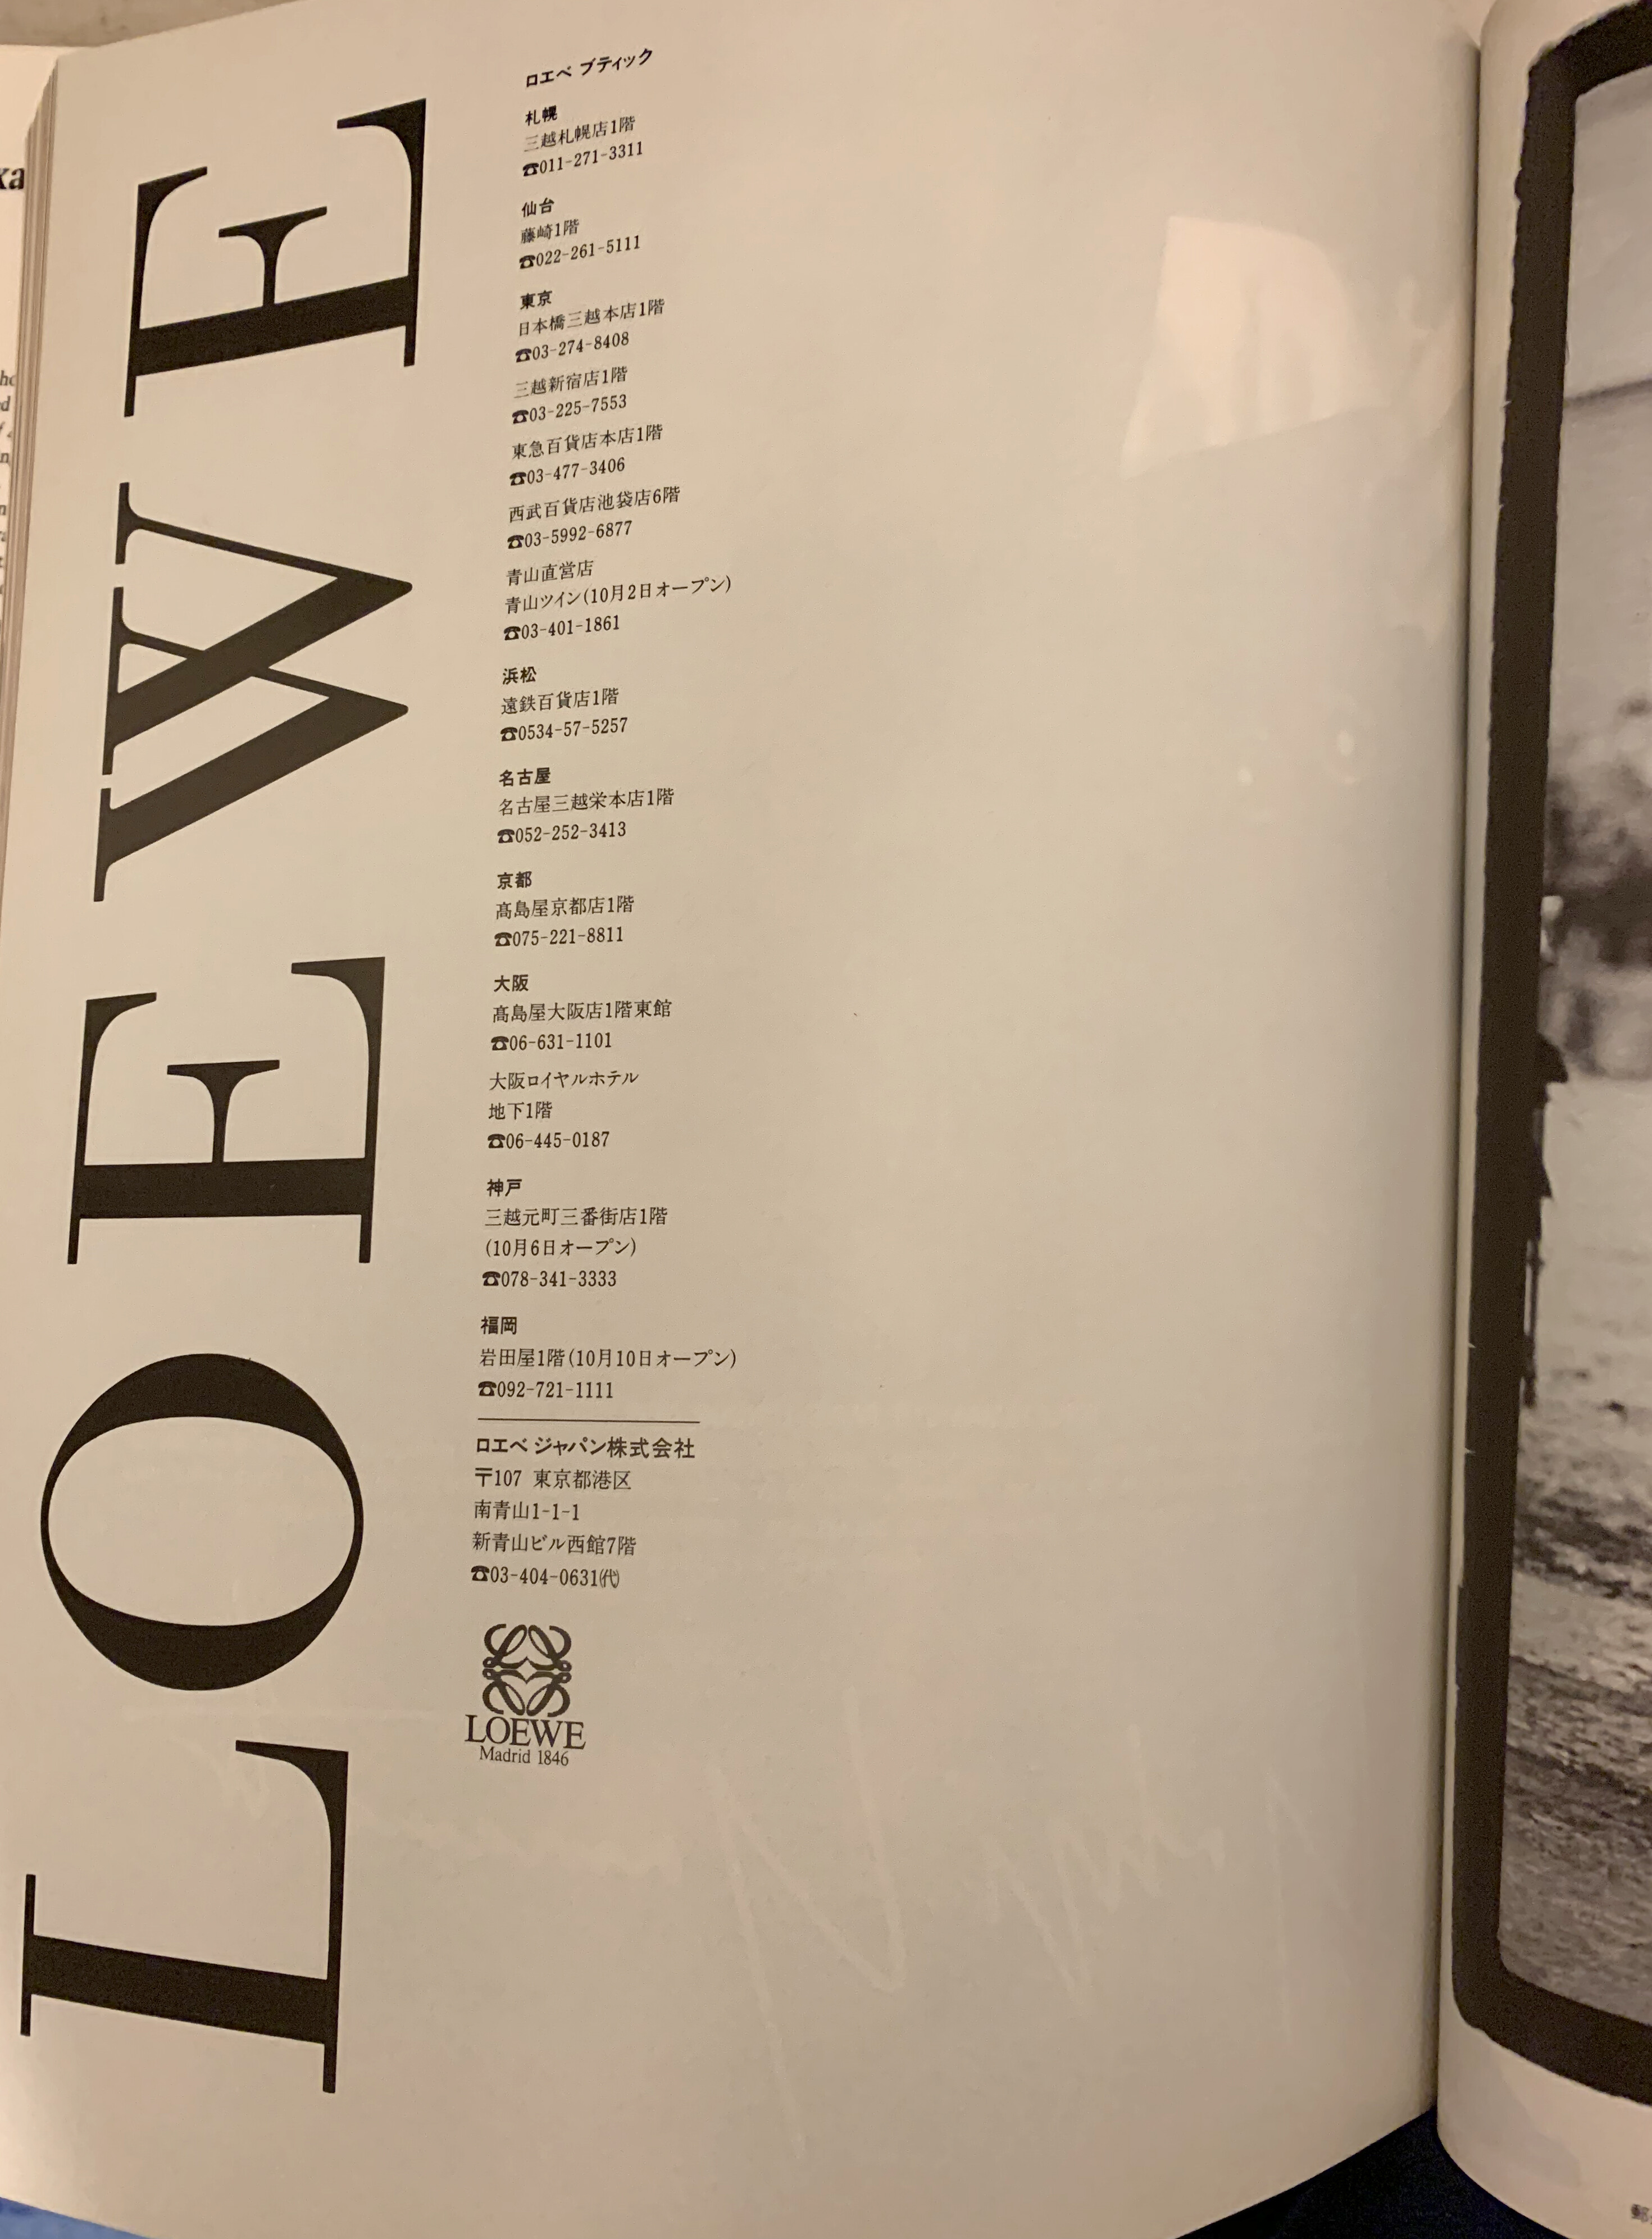 LOEWE
ロエベ ブティック
札幌
三越札幌店1階
☎011-271-3311
仙台
藤崎1階
☎022-261-5111
東京
日本橋三越本店1階
☎03-274-8408
三越新宿店1階
☎03-225-7553
東急百貨店本店1階
☎03-477-3406
西武百貨店池袋店6階
☎03-5992-6877
青山直営店
青山ツイン(10月2日オープン)
☎03-401-1861
浜松
遠鉄百貨店1階
☎0534-57-5257
名古屋
名古屋三越栄本店1階
☎052-252-3413
京都
髙島屋京都店1階
☎075-221-8811
大阪
髙島屋大阪店1階東館
☎06-631-1101
大阪ロイヤルホテル
地下1階
☎06-445-0187
神戸
三越元町三番街店1階
(10月6日オープン)
☎078-341-3333
福岡
岩田屋1階(10月10日オープン)
☎092-721-1111
ロエベ ジャパン株式会社
〒107 東京都港区
南青山1-1-1
新青山ビル西館7階
☎03-404-0631㈹
LOEWE
Madrid 1846